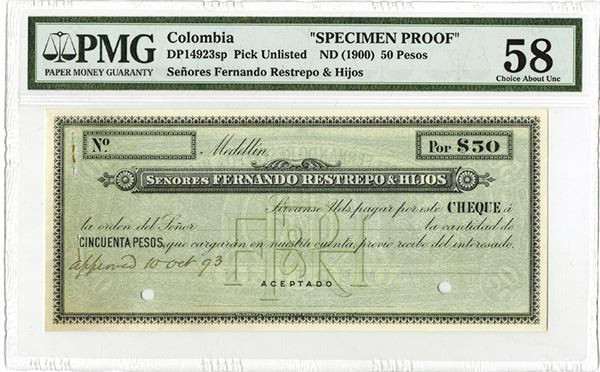 PMG
PAPER MONEY GUARANTY
Colombia "SPECIMEN PROOF"
DP14923sp Pick Unlisted ND (1900) 50 Pesos
Señores Fernando Restrepo & Hijos
58
Choice About Unc
Nº
Medellín,
Por $50
SEÑORES FERNANDO RESTREPO & HIJOS
Sírvanse Uds. pagar por este CHEQUE á
la orden del Señor la cantidad de
CINCUENTA PESOS, que cargarán en nuestra cuenta, previo recibo del interesado.
approved 10 Oct 93
FR&H
ACEPTADO